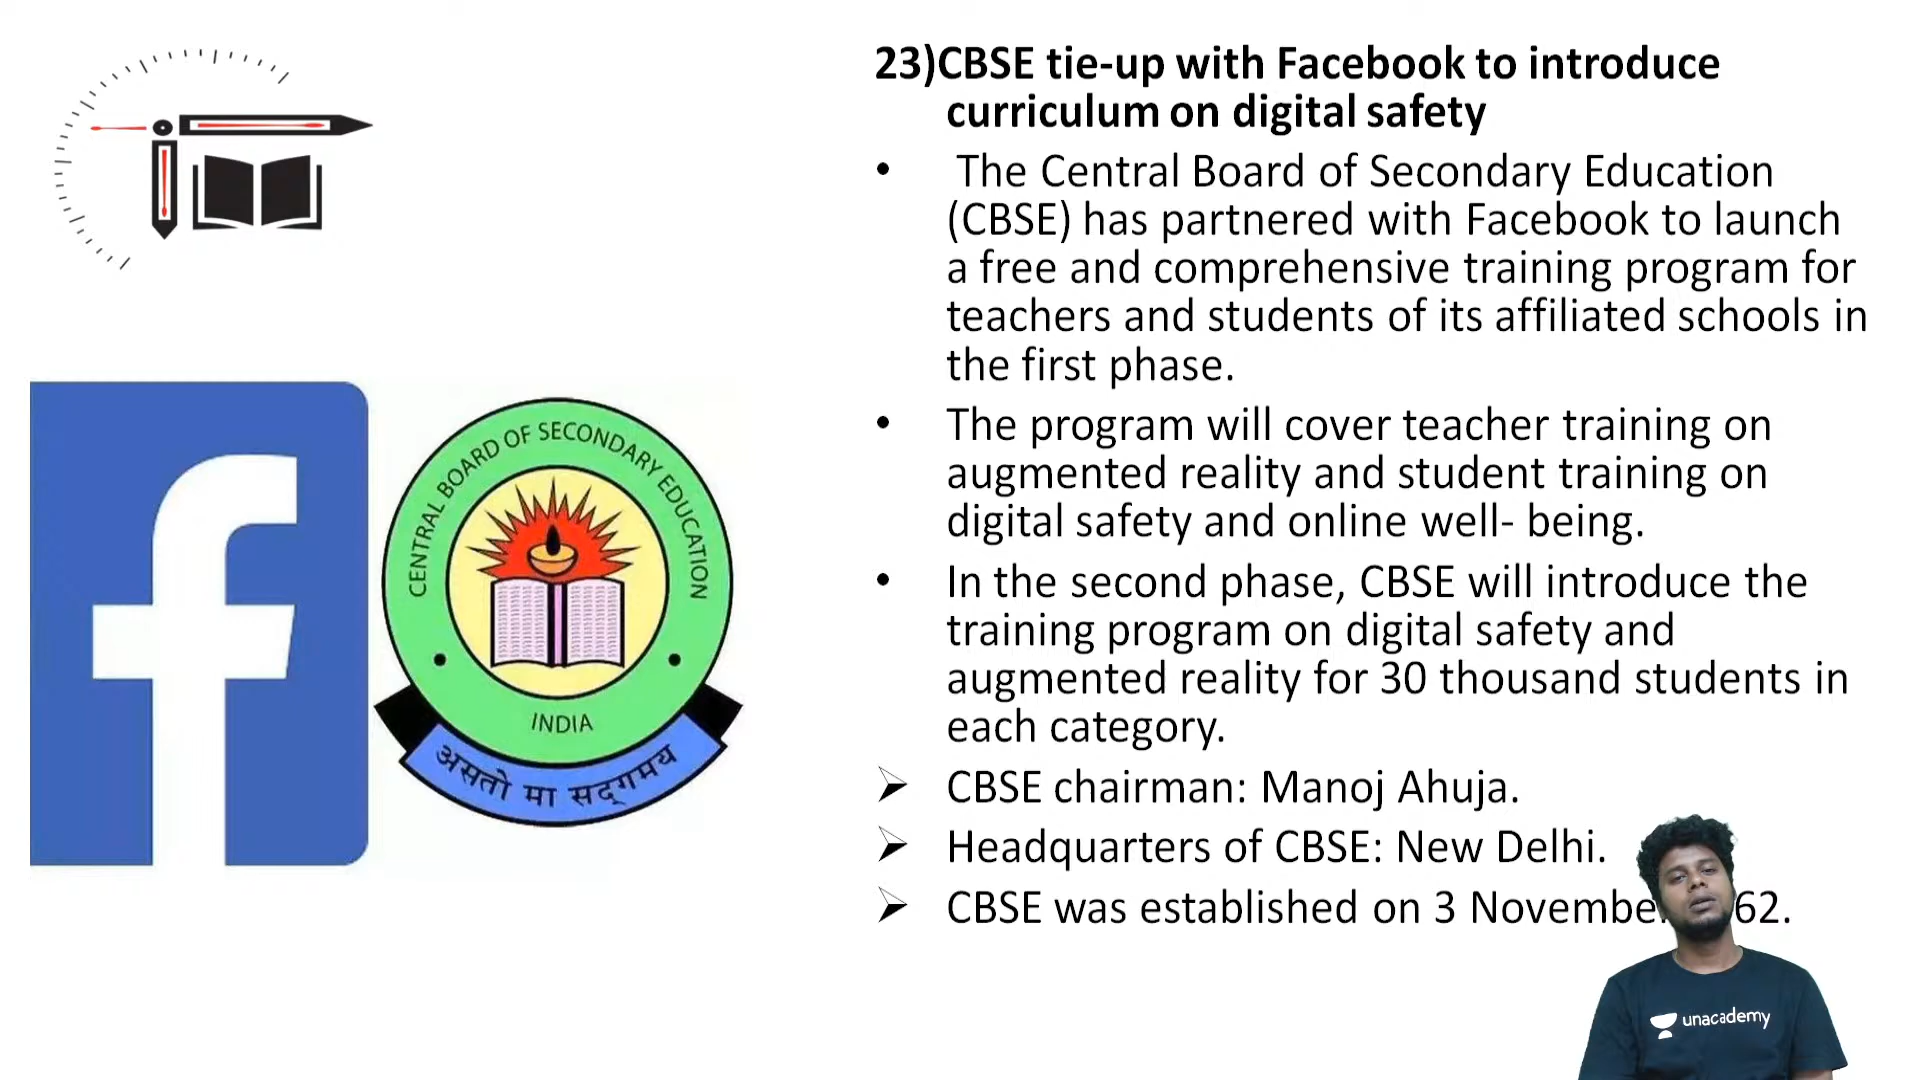 23)CBSE tie-up with Facebook to introduce
curriculum on digital safety
• The Central Board of Secondary Education
(CBSE) has partnered with Facebook to launch
a free and comprehensive training program for
teachers and students of its affiliated schools in
the first phase.
• The program will cover teacher training on
augmented reality and student training on
digital safety and online well- being.
• In the second phase, CBSE will introduce the
training program on digital safety and
augmented reality for 30 thousand students in
each category.
➢ CBSE chairman: Manoj Ahuja.
➢ Headquarters of CBSE: New Delhi.
➢ CBSE was established on 3 62.
f
CENTRAL BOARD OF SECONDARY EDUCATION
INDIA
असतो मा सद्गमय
unacademy